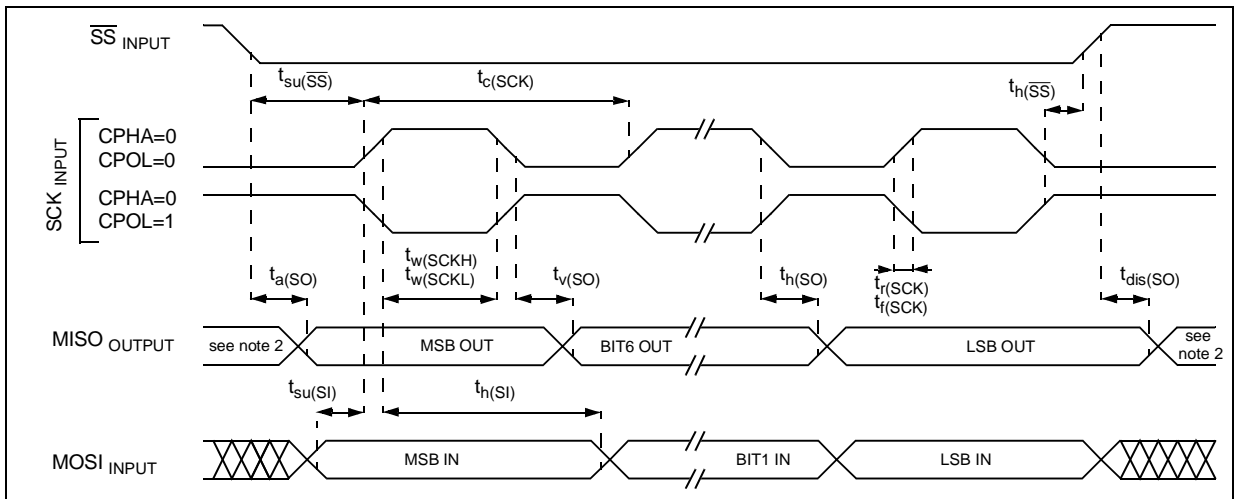 SS INPUT
tsu(SS)
tc(SCK)
th(SS)
SCK INPUT
CPHA=0
CPOL=0
CPHA=0
CPOL=1
ta(SO)
tw(SCKH)
tw(SCKL)
tv(SO)
th(SO)
tr(SCK)
tf(SCK)
tdis(SO)
MISO OUTPUT
see note 2
MSB OUT
BIT6 OUT
LSB OUT
see
note 2
tsu(SI)
th(SI)
MOSI INPUT
MSB IN
BIT1 IN
LSB IN